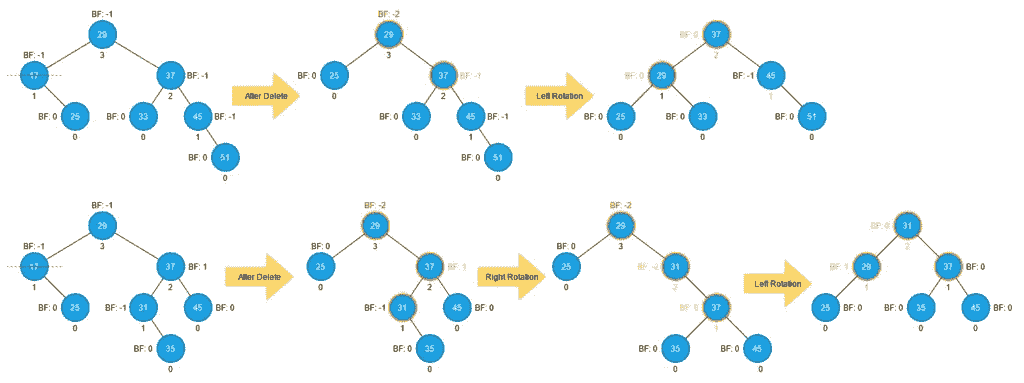 BF: -1 BF: -2
29 29 BF: 0 37
BF: -1 3 3 2
17 37 BF: -1 BF: 0 25 37 BF: -1 BF: 0 29 BF: -1 45
1 2 After Delete 0 2 Left Rotation 1 1
BF: 0 25 BF: 0 33 45 BF: -1 BF: 0 33 45 BF: -1 BF: 0 25 BF: 0 33 51 BF: 0
0 0 1 0 1 0 0 0
BF: 0 51 BF: 0 51
0 0
BF: -1 BF: -2 BF: -2
29 29 29 BF: 0 31
BF: -1 3 BF: 0 3 BF: 0 3 2
17 37 BF: 1 25 37 BF: 1 25 31 BF: -2 BF: 1 29 37 BF: 0
1 2 After Delete 0 2 Right Rotation 0 2 Left Rotation 1 1
BF: 0 25 BF: -1 31 45 BF: 0 BF: -1 31 45 BF: 0 BF: 0 37 BF: 0 25 BF: 0 35 45 BF: 0
0 1 0 1 0 1 0 0 0
BF: 0 35 BF: 0 35 BF: 0 35 BF: 0 45
0 0 0 0